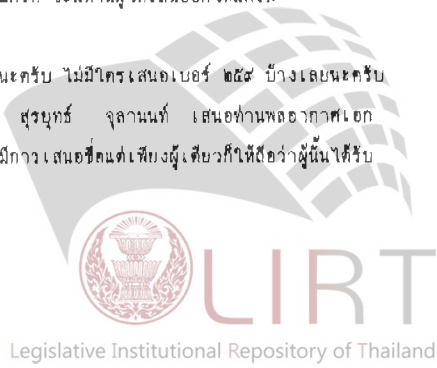 นะครับ ไม่มีใครเสนอเบอร์ ๒๕๙ บ้างเลยนะครับ
สุรยุทธ์ จุลานนท์ เสนอท่านพลอากาศเอก
มีการเสนอชื่อแต่เพียงผู้เดียวก็ให้ถือว่าผู้นั้นได้รับ
LIRT
Legislative Institutional Repository of Thailand